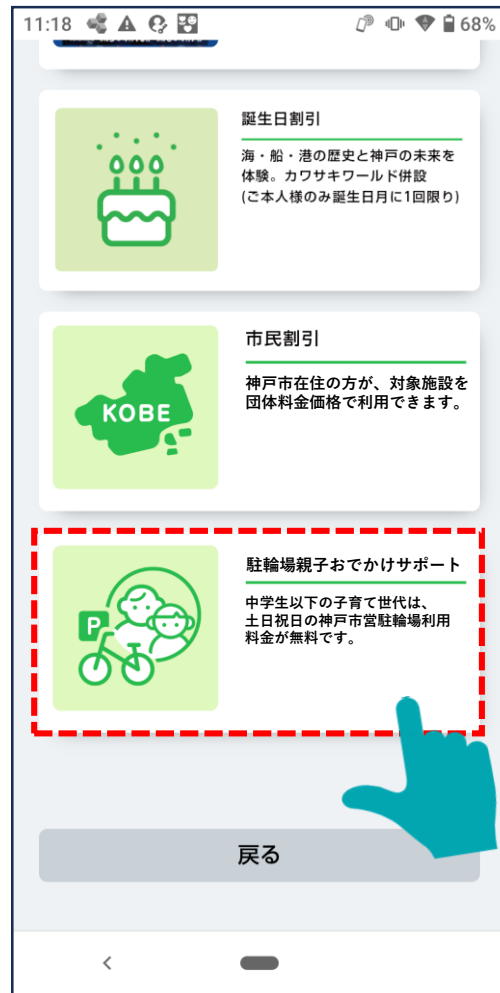 11:18
68%
誕生日割引
海・船・港の歴史と神戸の未来を
体験。カワサキワールド併設
(ご本人様のみ誕生日月に1回限り)
市民割引
KOBE
神戸市在住の方が、対象施設を
団体料金価格で利用できます。
駐輪場親子おでかけサポート
P
中学生以下の子育て世代は、
土日祝日の神戸市営駐輪場利用
料金が無料です。
戻る